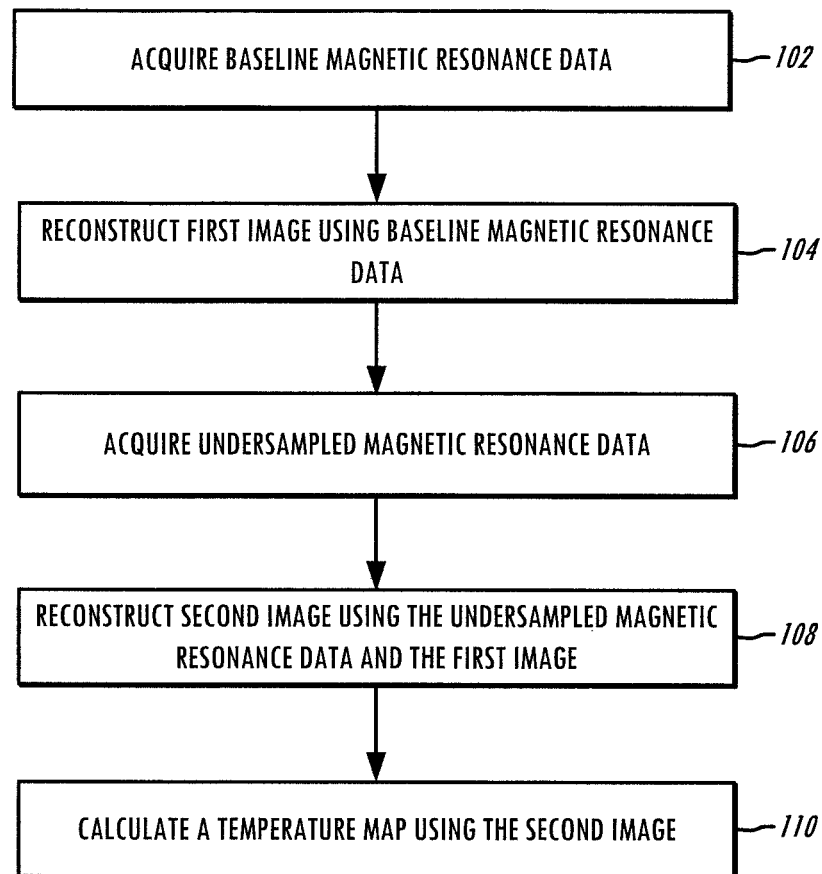 ACQUIRE BASELINE MAGNETIC RESONANCE DATA 102
RECONSTRUCT FIRST IMAGE USING BASELINE MAGNETIC RESONANCE
DATA 104
ACQUIRE UNDERSAMPLED MAGNETIC RESONANCE DATA 106
RECONSTRUCT SECOND IMAGE USING THE UNDERSAMPLED MAGNETIC
RESONANCE DATA AND THE FIRST IMAGE 108
CALCULATE A TEMPERATURE MAP USING THE SECOND IMAGE 110